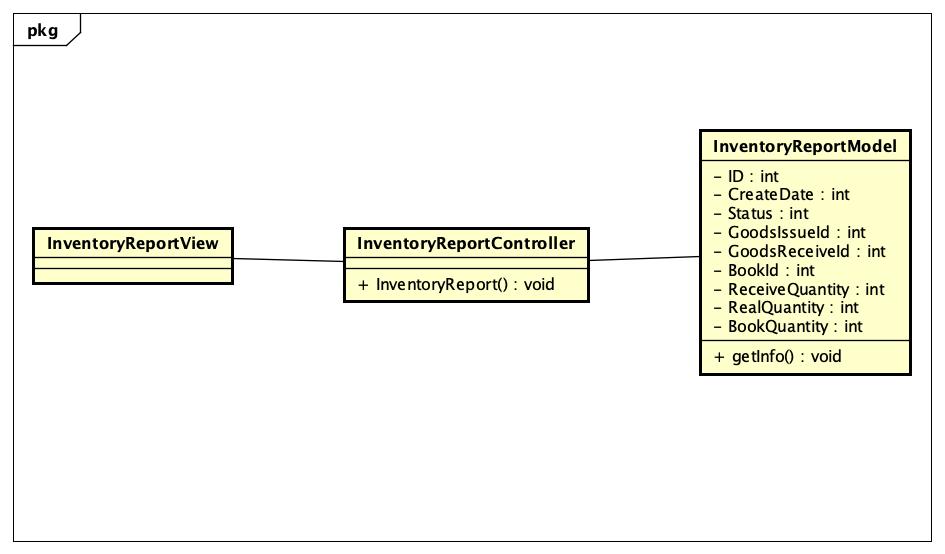 pkg
InventoryReportView
InventoryReportController
+ InventoryReport() : void
InventoryReportModel
- ID : int
- CreateDate : int
- Status : int
- GoodsIssueId : int
- GoodsReceiveId : int
- BookId : int
- ReceiveQuantity : int
- RealQuantity : int
- BookQuantity : int
+ getInfo() : void